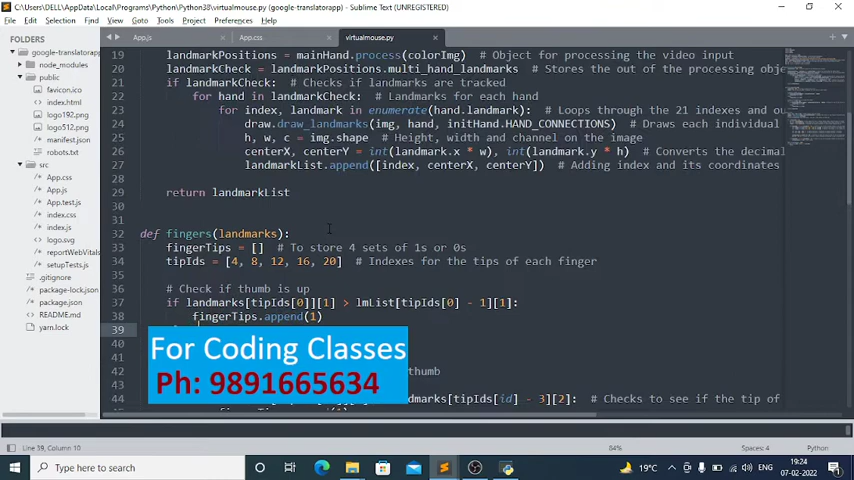 C:\Users\DELL\AppData\Local\Programs\Python\Python38\virtualmouse.py (google-translatorapp) - Sublime Text (UNREGISTERED)
File Edit Selection Find View Goto Tools Project Preferences Help
FOLDERS
google-translatorapp
node_modules
public
favicon.ico
index.html
logo192.png
logo512.png
manifest.json
robots.txt
src
App.css
App.js
App.test.js
index.css
index.js
logo.svg
reportWebVitals
setupTests.js
.gitignore
package-lock.json
package.json
README.md
yarn.lock
App.js
App.css
virtualmouse.py
19 landmarkPositions = mainHand.process(colorImg) # Object for processing the video input
20 landmarkCheck = landmarkPositions.multi_hand_landmarks # Stores the out of the processing obje
21 if landmarkCheck: # Checks if landmarks are tracked
22 for hand in landmarkCheck: # Landmarks for each hand
23 for index, landmark in enumerate(hand.landmark): # Loops through the 21 indexes and ou
24 draw.draw_landmarks(img, hand, initHand.HAND_CONNECTIONS) # Draws each individual
25 h, w, c = img.shape # Height, width and channel on the image
26 centerX, centerY = int(landmark.x * w), int(landmark.y * h) # Converts the decimal
27 landmarkList.append([index, centerX, centerY]) # Adding index and its coordinates
28
29 return landmarkList
30
31
32 def fingers(landmarks):
33 fingerTips = [] # To store 4 sets of 1s or 0s
34 tipIds = [4, 8, 12, 16, 20] # Indexes for the tips of each finger
35
36 # Check if thumb is up
37 if landmarks[tipIds[0]][1] > lmList[tipIds[0] - 1][1]:
38 fingerTips.append(1)
39
40
41
42 thumb
43
44 dmarks[tipIds[id] - 3][2]: # Checks to see if the tip of
For Coding Classes
Ph: 9891665634
Line 39, Column 10
84%
Spaces: 4
Python
Type here to search
19°C
ENG
19:24
07-02-2022